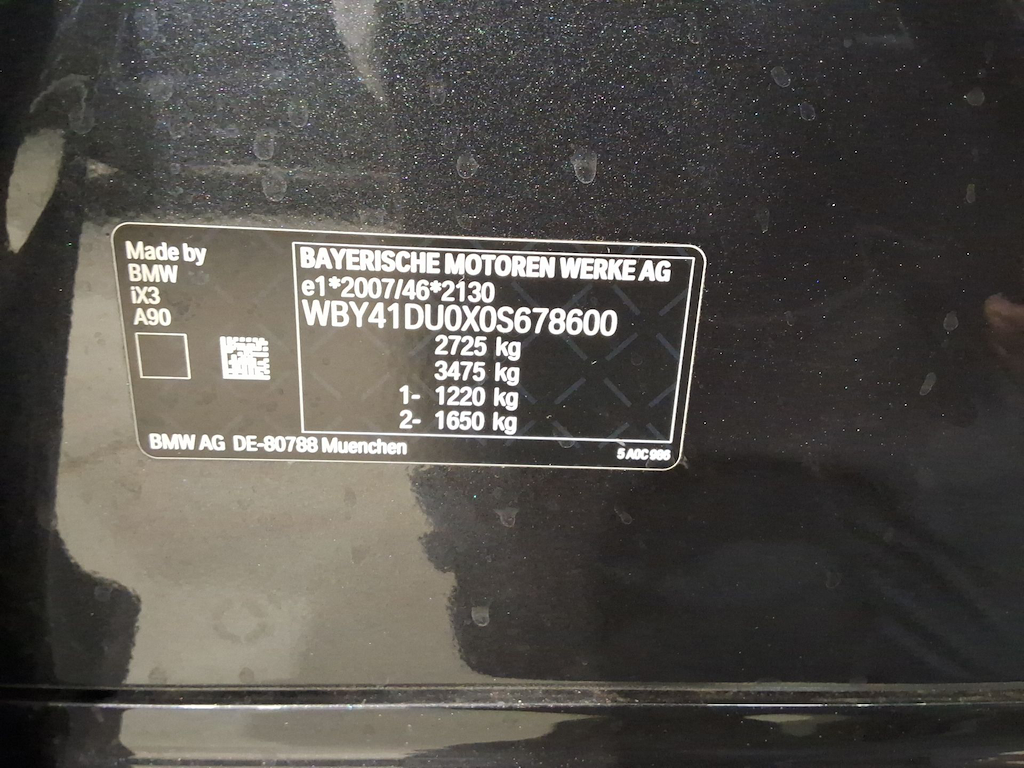 Made by
BMW
iX3
A90
BAYERISCHE MOTOREN WERKE AG
e1*2007/46*2130
WBY41DU0X0S678600
2725 kg
3475 kg
1- 1220 kg
2- 1650 kg
BMW AG DE-80788 Muenchen
5 A0C 986